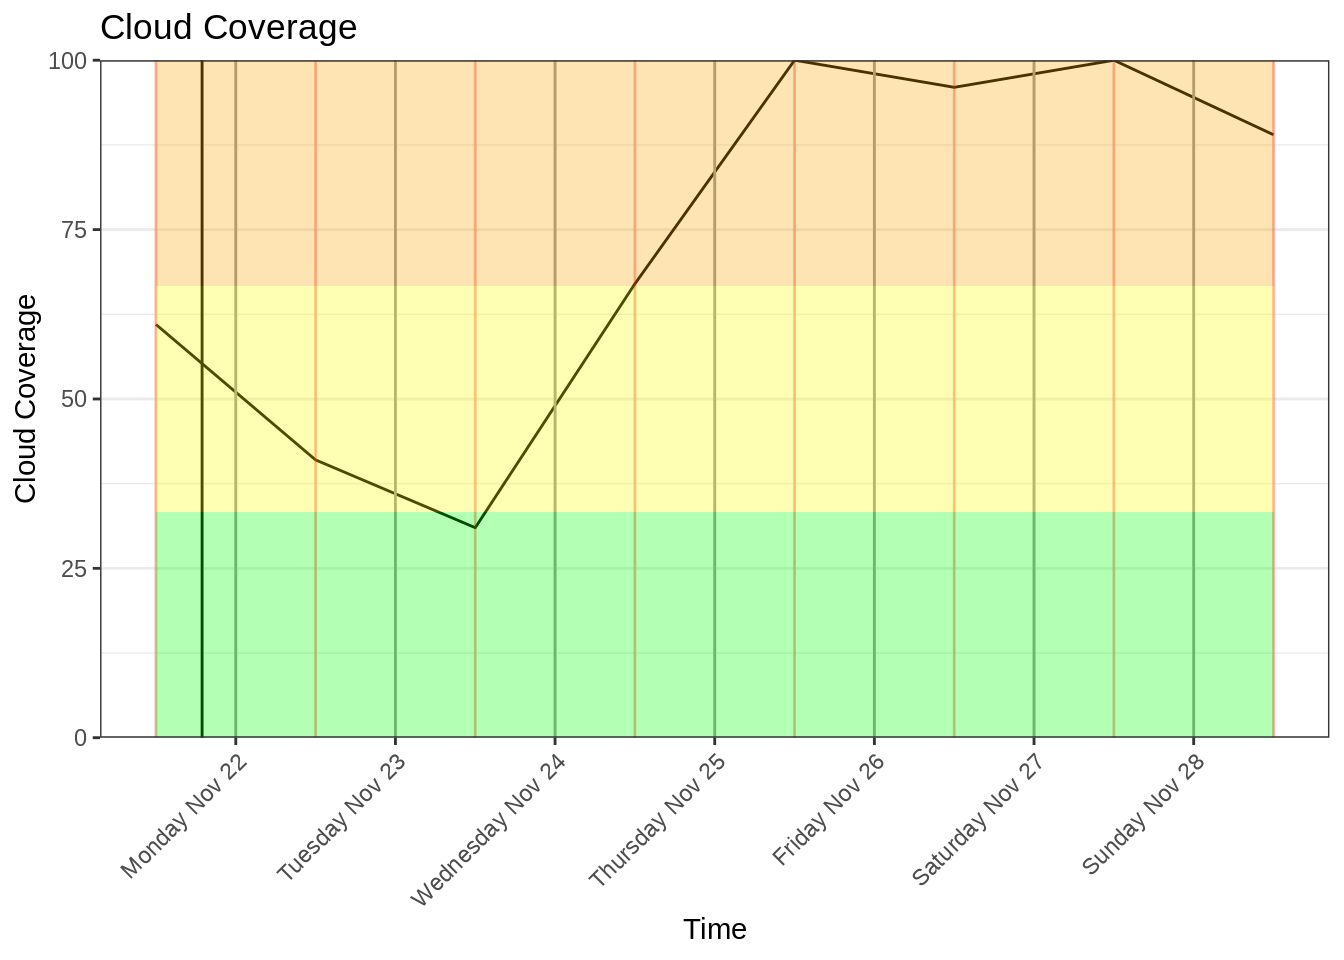 Cloud Coverage
Cloud Coverage
100
75
50
25
0
Monday Nov 22
Tuesday Nov 23
Wednesday Nov 24
Thursday Nov 25
Friday Nov 26
Saturday Nov 27
Sunday Nov 28
Time